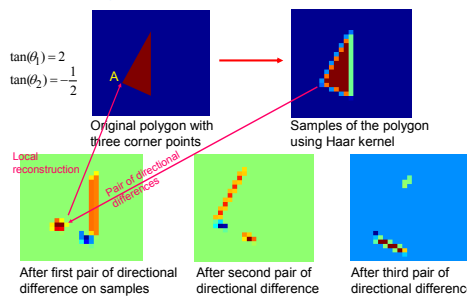 tan(θ₁) = 2
tan(θ₂) = -1/2
A
Original polygon with
three corner points
Samples of the polygon
using Haar kernel
Local
reconstruction
Pair of directional
differences
After first pair of directional
difference on samples
After second pair of
directional difference
After third pair of
directional differenc